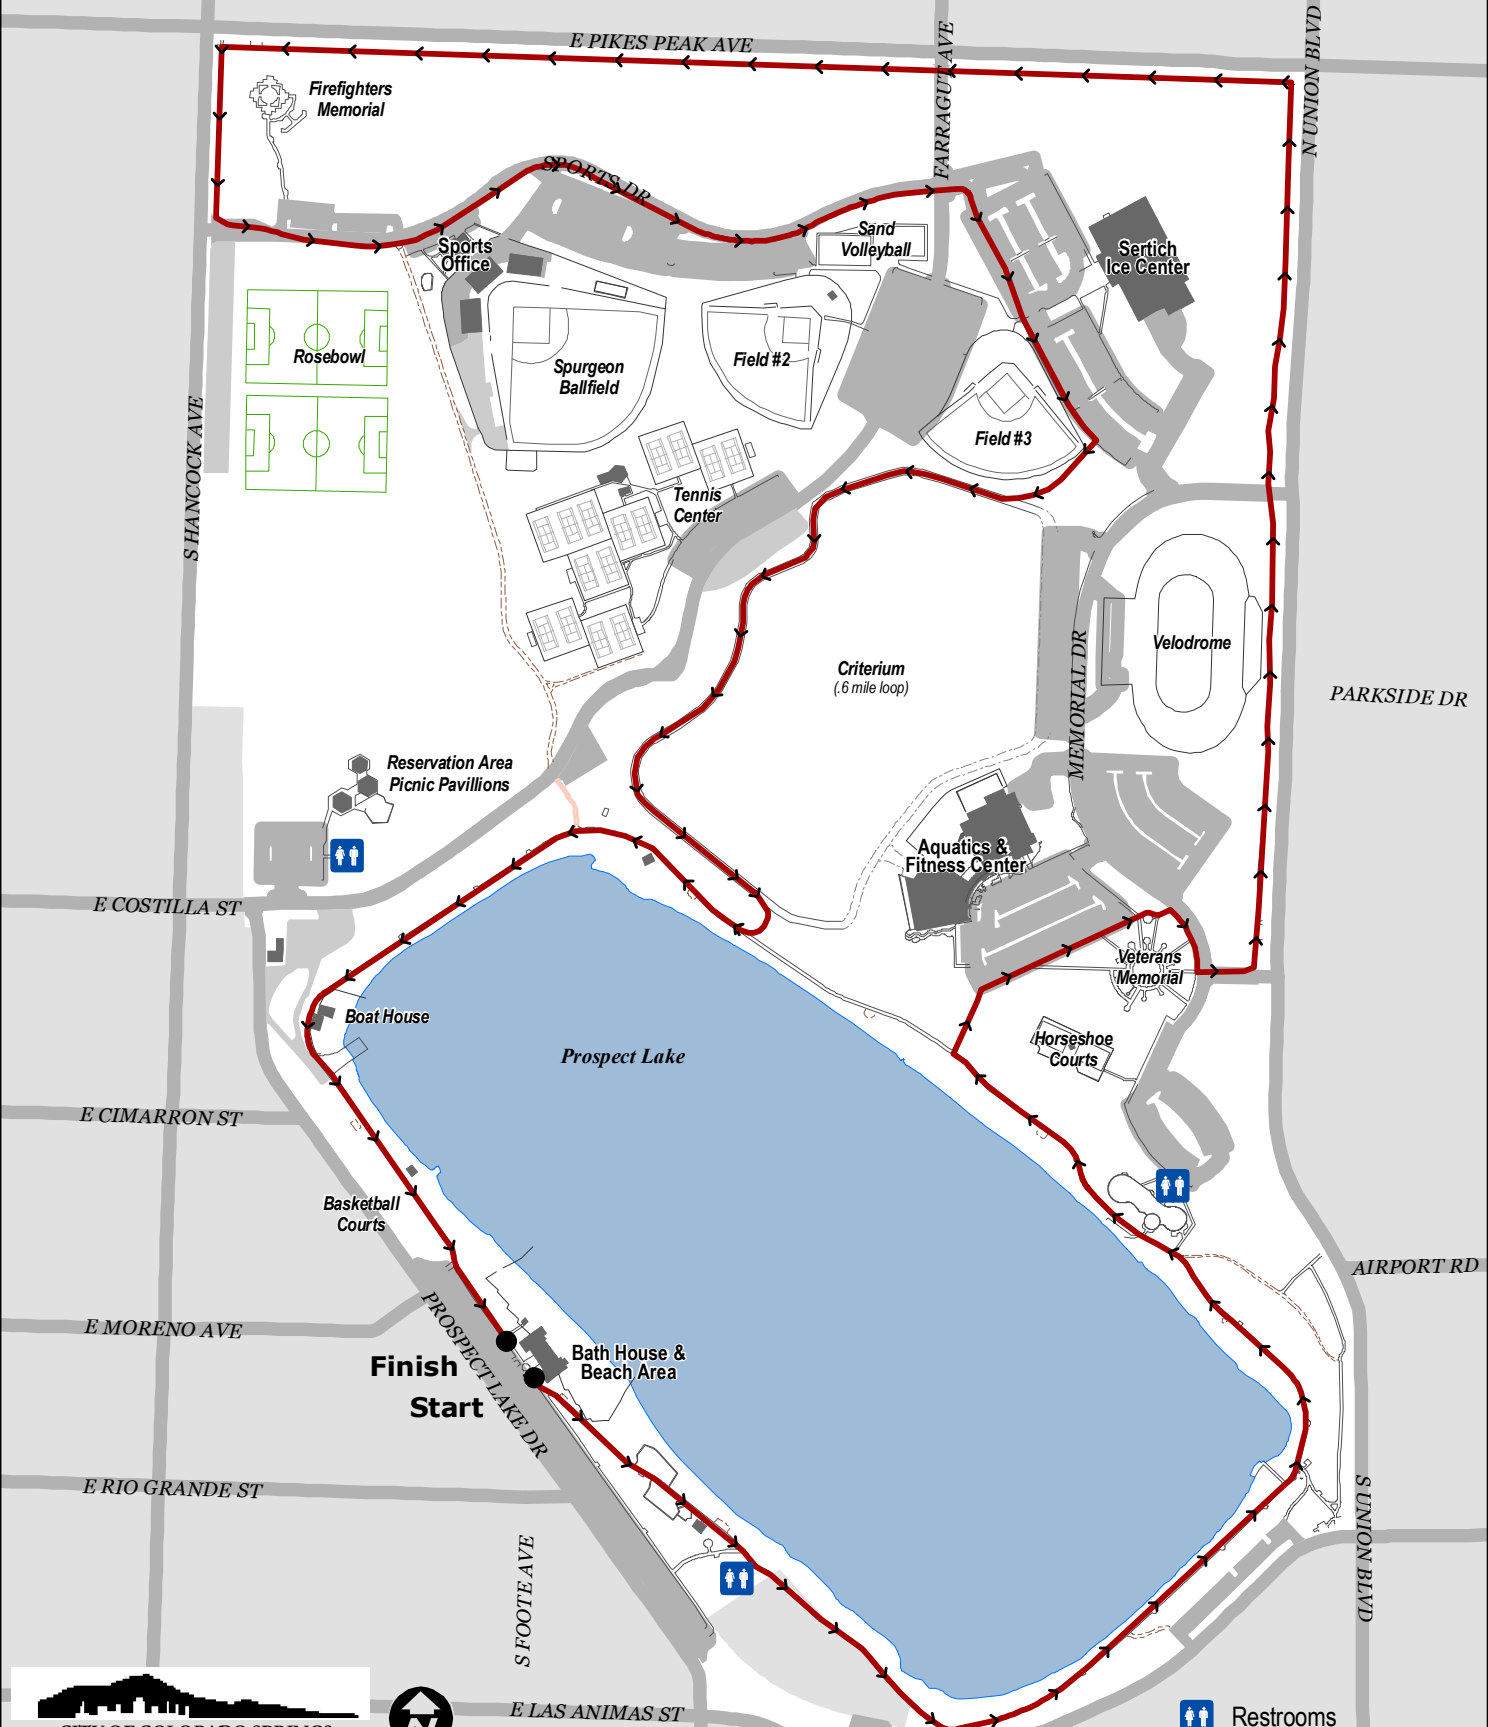 E PIKES PEAK AVE
FARRAGUT AVE
N UNION BLVD
Firefighters
Memorial
SPORTS DR
Sports
Office
Sand
Volleyball
Sertich
Ice Center
Rosebowl
Spurgeon
Ballfield
Field #2
Field #3
S HANCOCK AVE
Tennis
Center
Criterium
(.6 mile loop)
MEMORIAL DR
Velodrome
PARKSIDE DR
Reservation Area
Picnic Pavillions
Aquatics &
Fitness Center
E COSTILLA ST
Veterans
Memorial
Boat House
Prospect Lake
Horseshoe
Courts
E CIMARRON ST
Basketball
Courts
AIRPORT RD
E MORENO AVE
PROSPECT LAKE DR
Finish
Start
Bath House &
Beach Area
E RIO GRANDE ST
S FOOTE AVE
S UNION BLVD
E LAS ANIMAS ST
CITY OF COLORADO SPRINGS
N
Restrooms